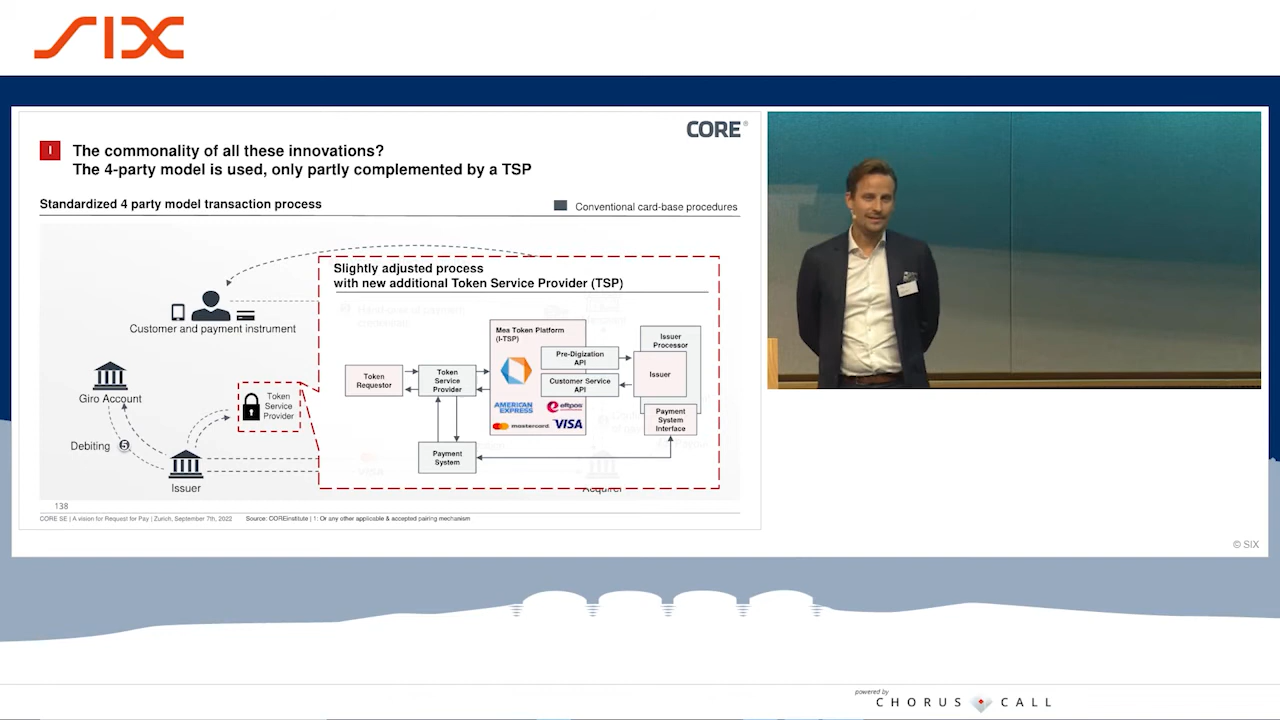 SIX
CORE
I
The commonality of all these innovations?
The 4-party model is used, only partly complemented by a TSP
Standardized 4 party model transaction process
Conventional card-base procedures
Slightly adjusted process
with new additional Token Service Provider (TSP)
Customer and payment instrument
Giro Account
Token
Service
Provider
Debiting 5
Issuer
Token
Requestor
Token
Service
Provider
Mea Token Platform
(I-TSP)
Pre-Digization
API
Customer Service
API
AMERICAN
EXPRESS
eftpos
mastercard
VISA
Issuer
Processor
Issuer
Payment
System
Interface
Payment
System
Acquirer
138
CORE SE | A vision for Request for Pay | Zurich, September 7th, 2022
Source: COREinstitute | 1: Or any other applicable & accepted pairing mechanism
© SIX
powered by
CHORUS CALL